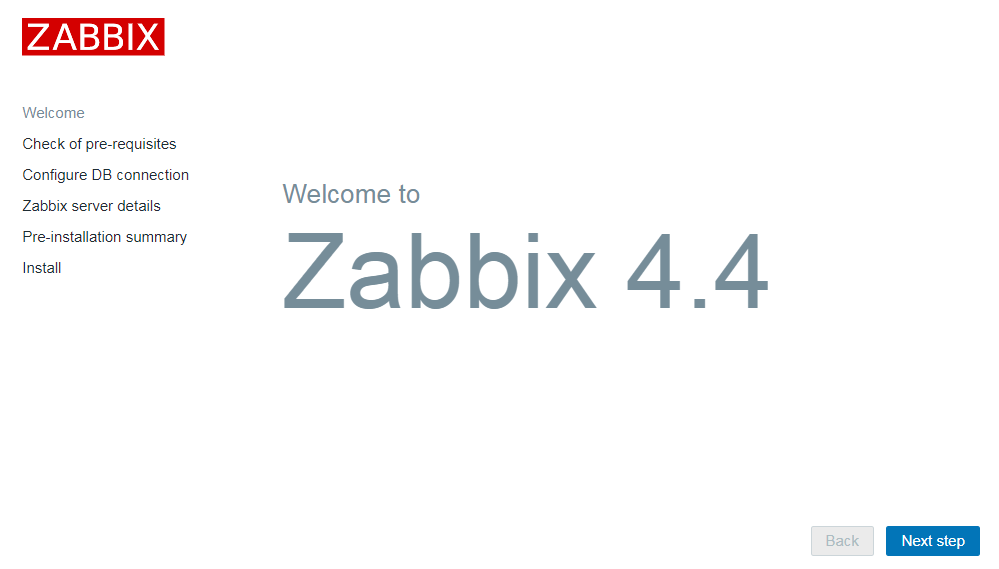 ZABBIX
Welcome
Check of pre-requisites
Configure DB connection
Zabbix server details
Pre-installation summary
Install
Welcome to
Zabbix 4.4
Back
Next step